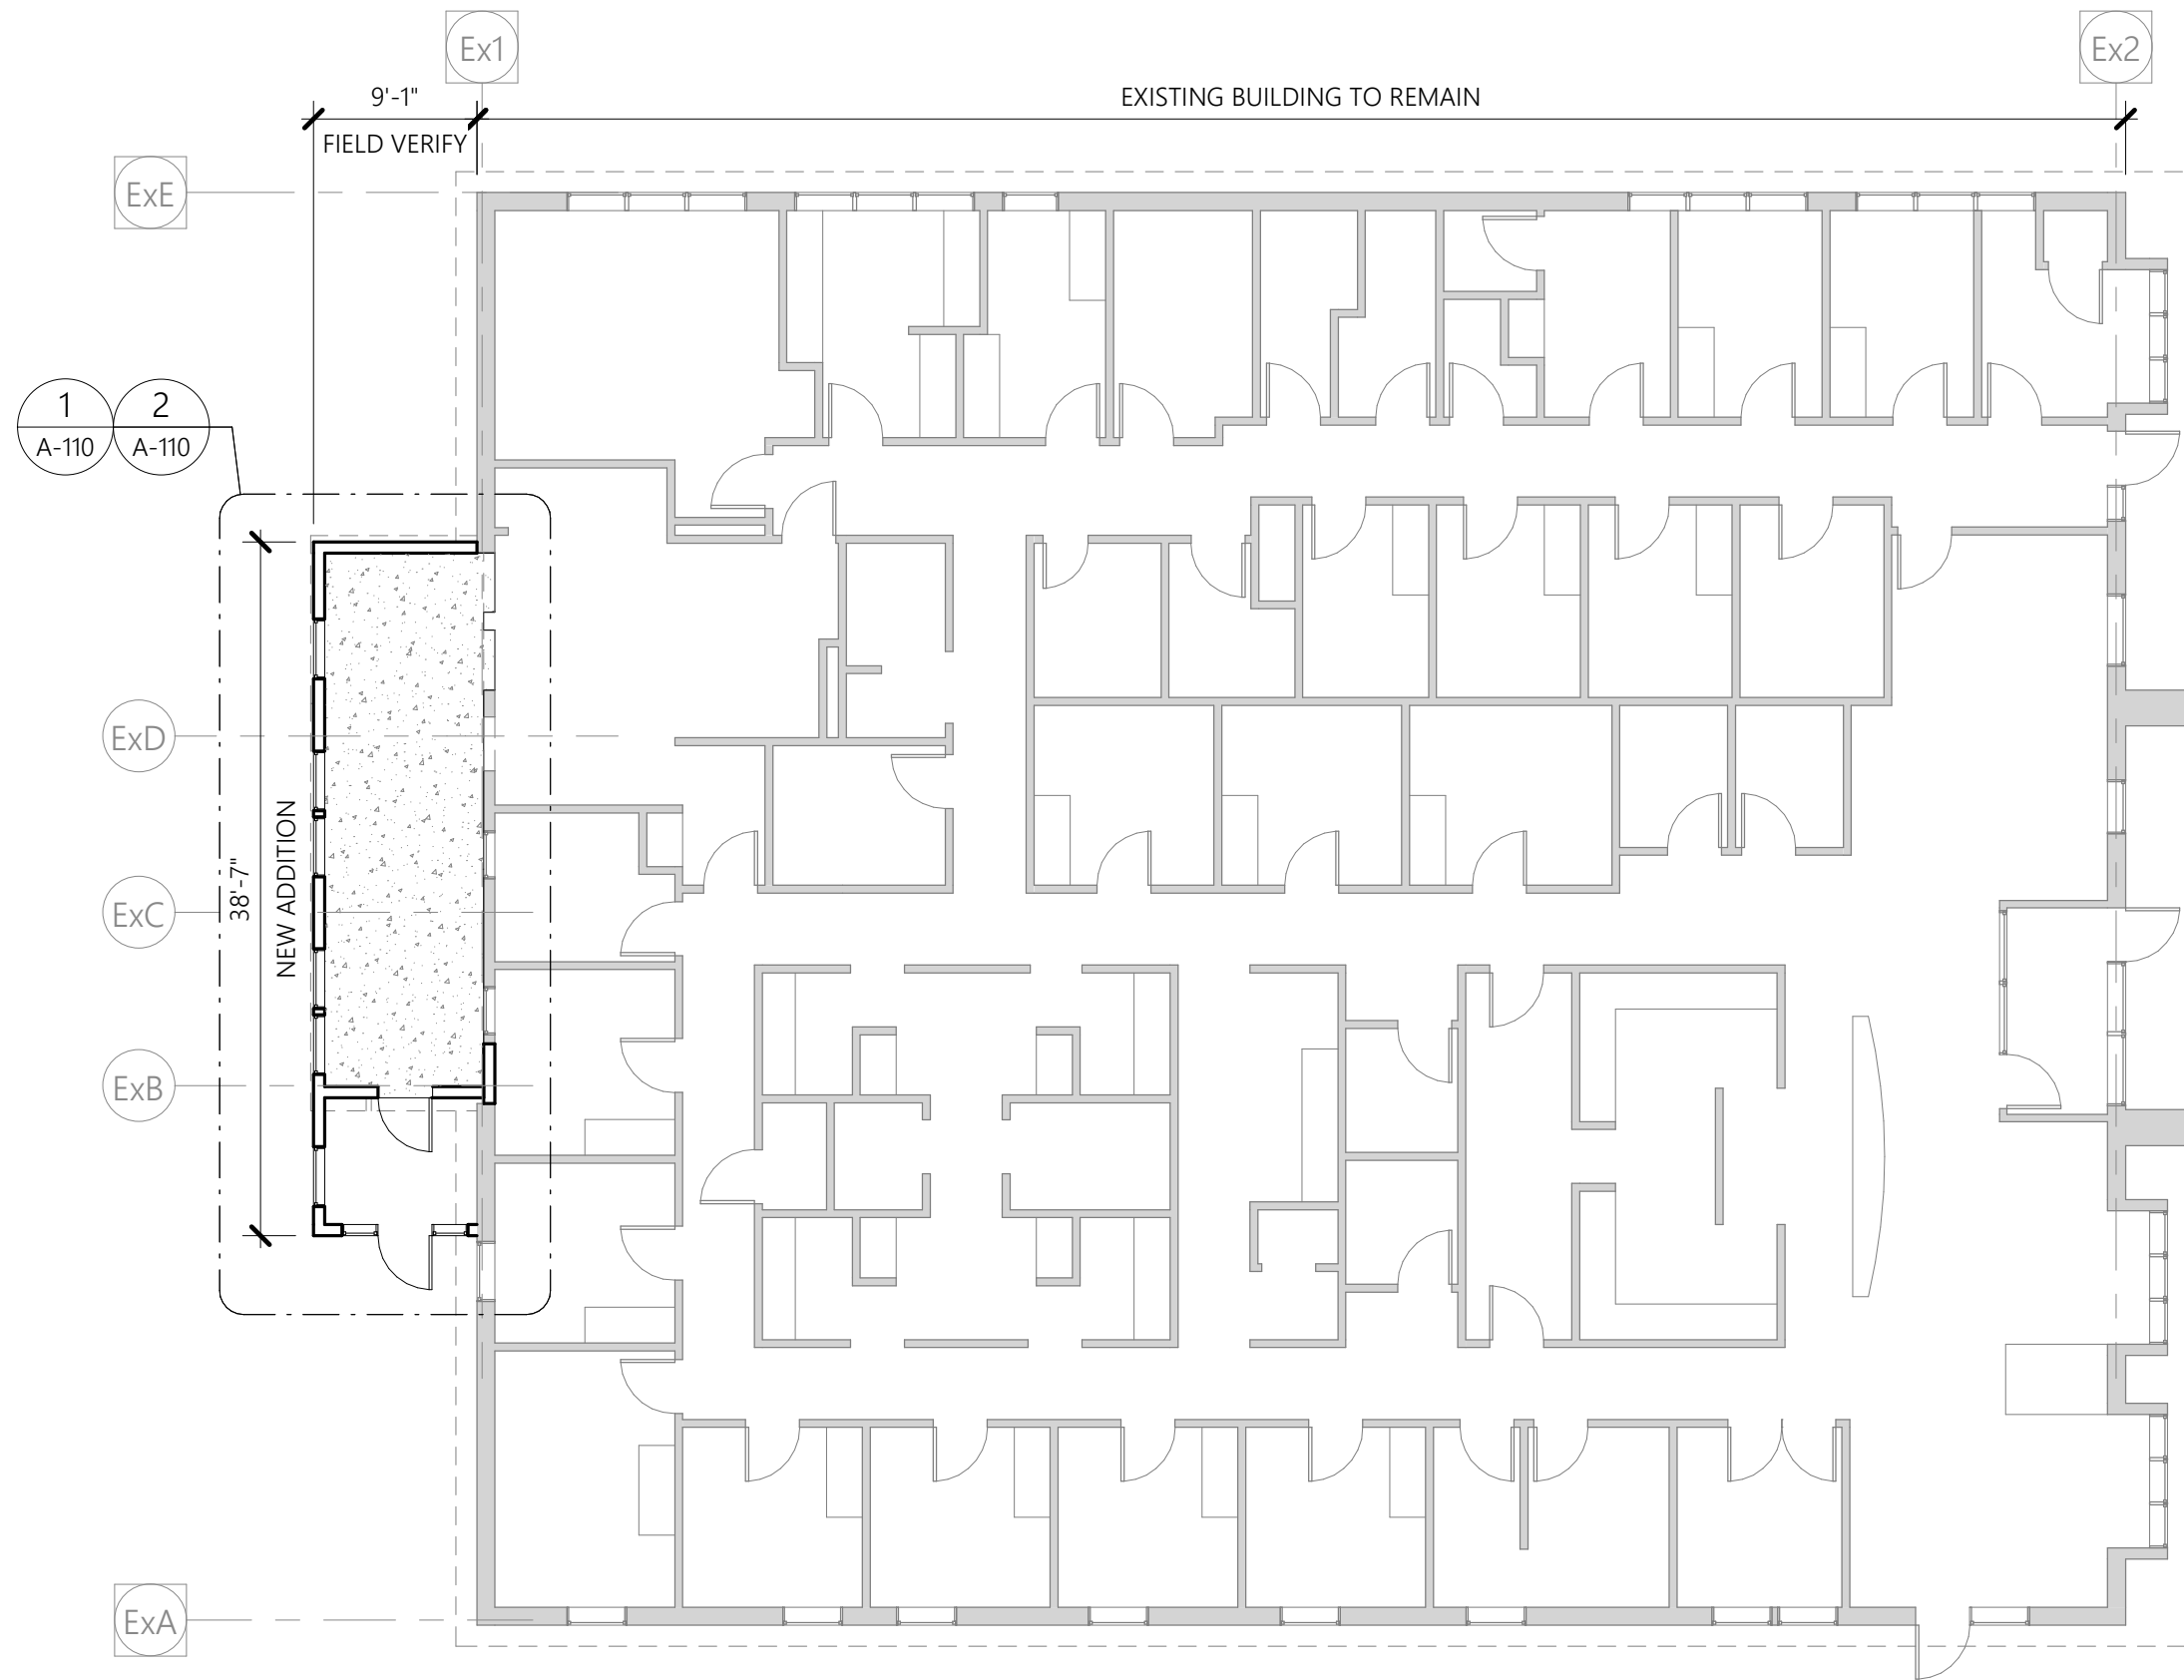 Ex1
Ex2
9'-1"
EXISTING BUILDING TO REMAIN
FIELD VERIFY
ExE
1
A-110
2
A-110
ExD
38'-7"
NEW ADDITION
ExC
ExB
ExA